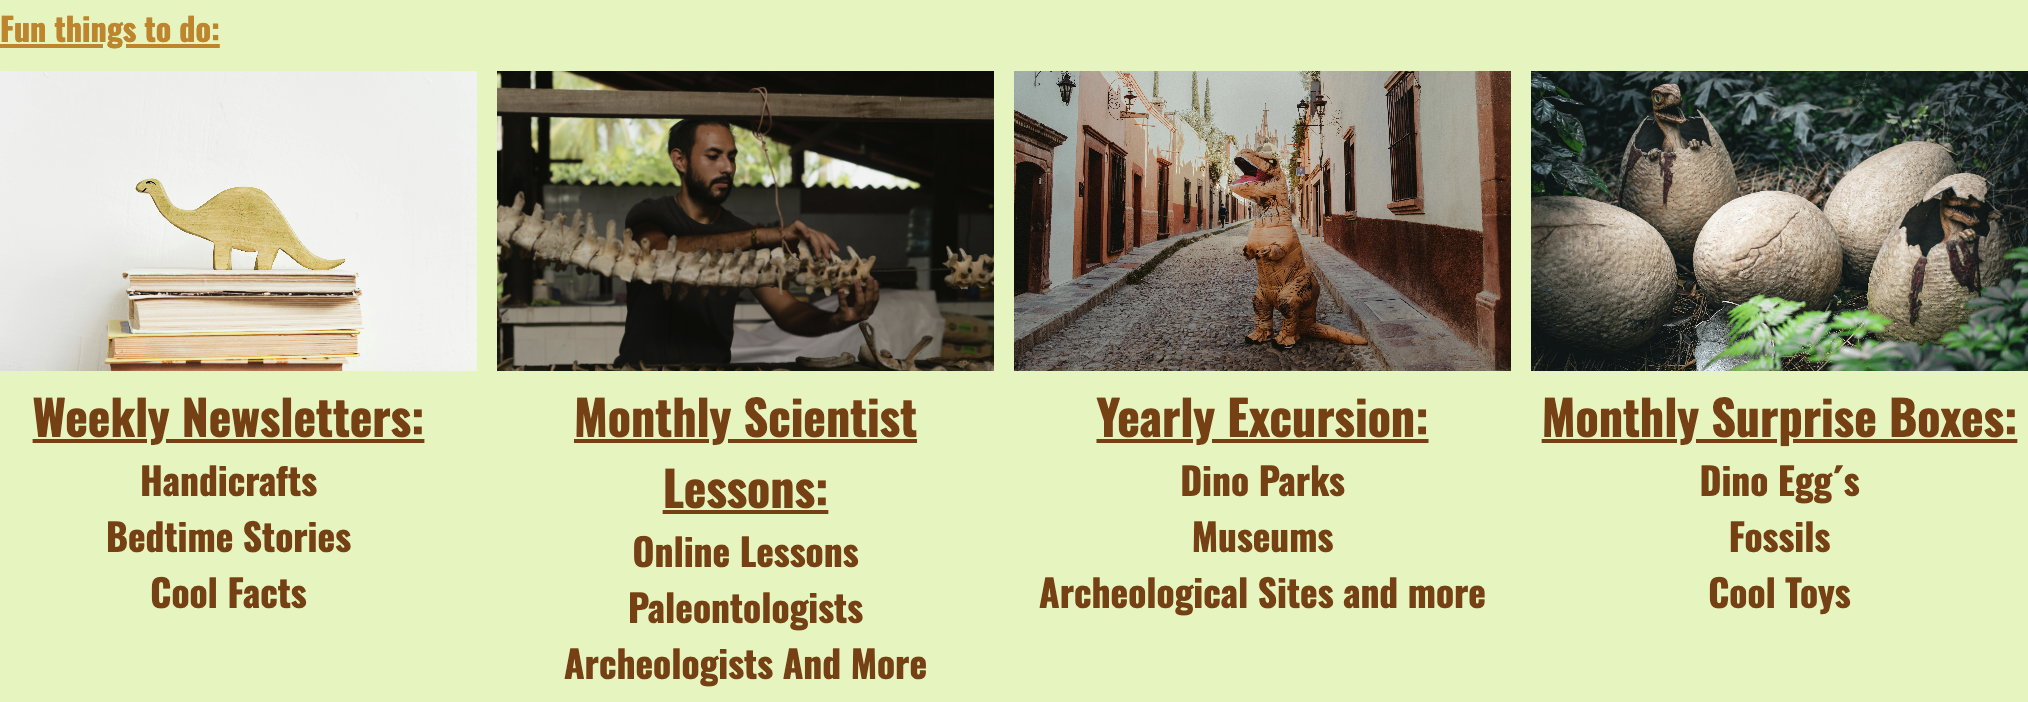 Fun things to do:
Weekly Newsletters:
Handicrafts
Bedtime Stories
Cool Facts
Monthly Scientist
Lessons:
Online Lessons
Paleontologists
Archeologists And More
Yearly Excursion:
Dino Parks
Museums
Archeological Sites and more
Monthly Surprise Boxes:
Dino Egg´s
Fossils
Cool Toys